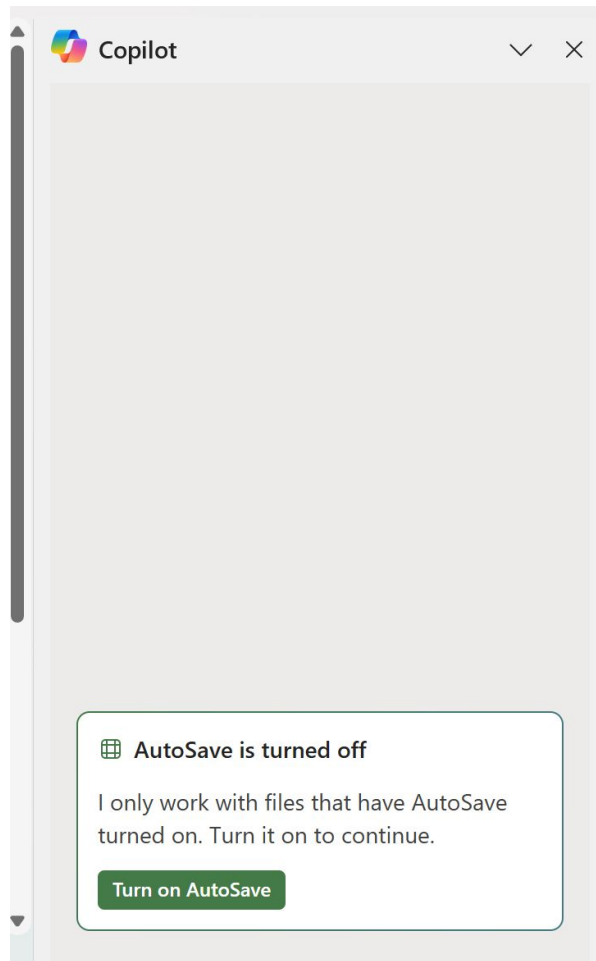 Copilot
AutoSave is turned off
I only work with files that have AutoSave
turned on. Turn it on to continue.
Turn on AutoSave